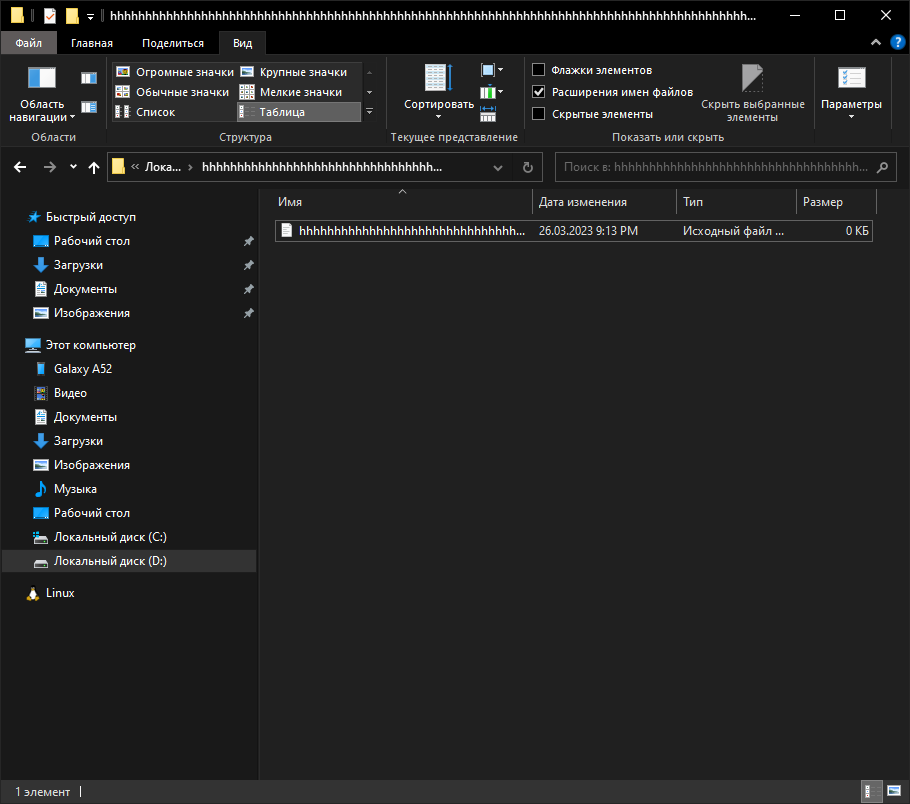 hhhhhhhhhhhhhhhhhhhhhhhhhhhhhhhhhhhhhhhhhhhhhhhhhhhhhhhhhhhhhhhhhhhhhhhhhhhhhhhhhhhhhhhhhhh...
Файл Главная Поделиться Вид
Область навигации
Огромные значки Крупные значки
Обычные значки Мелкие значки
Список Таблица
Сортировать
Флажки элементов
Расширения имен файлов
Скрытые элементы
Скрыть выбранные элементы
Параметры
Области Структура Текущее представление Показать или скрыть
« Лока... › hhhhhhhhhhhhhhhhhhhhhhhhhhhhhhhhhh...
Поиск в: hhhhhhhhhhhhhhhhhhhhhhhhhhhhhhhhhhh...
Имя Дата изменения Тип Размер
hhhhhhhhhhhhhhhhhhhhhhhhhhhhhhh... 26.03.2023 9:13 PM Исходный файл ... 0 КБ
Быстрый доступ
Рабочий стол
Загрузки
Документы
Изображения
Этот компьютер
Galaxy A52
Видео
Документы
Загрузки
Изображения
Музыка
Рабочий стол
Локальный диск (C:)
Локальный диск (D:)
Linux
1 элемент